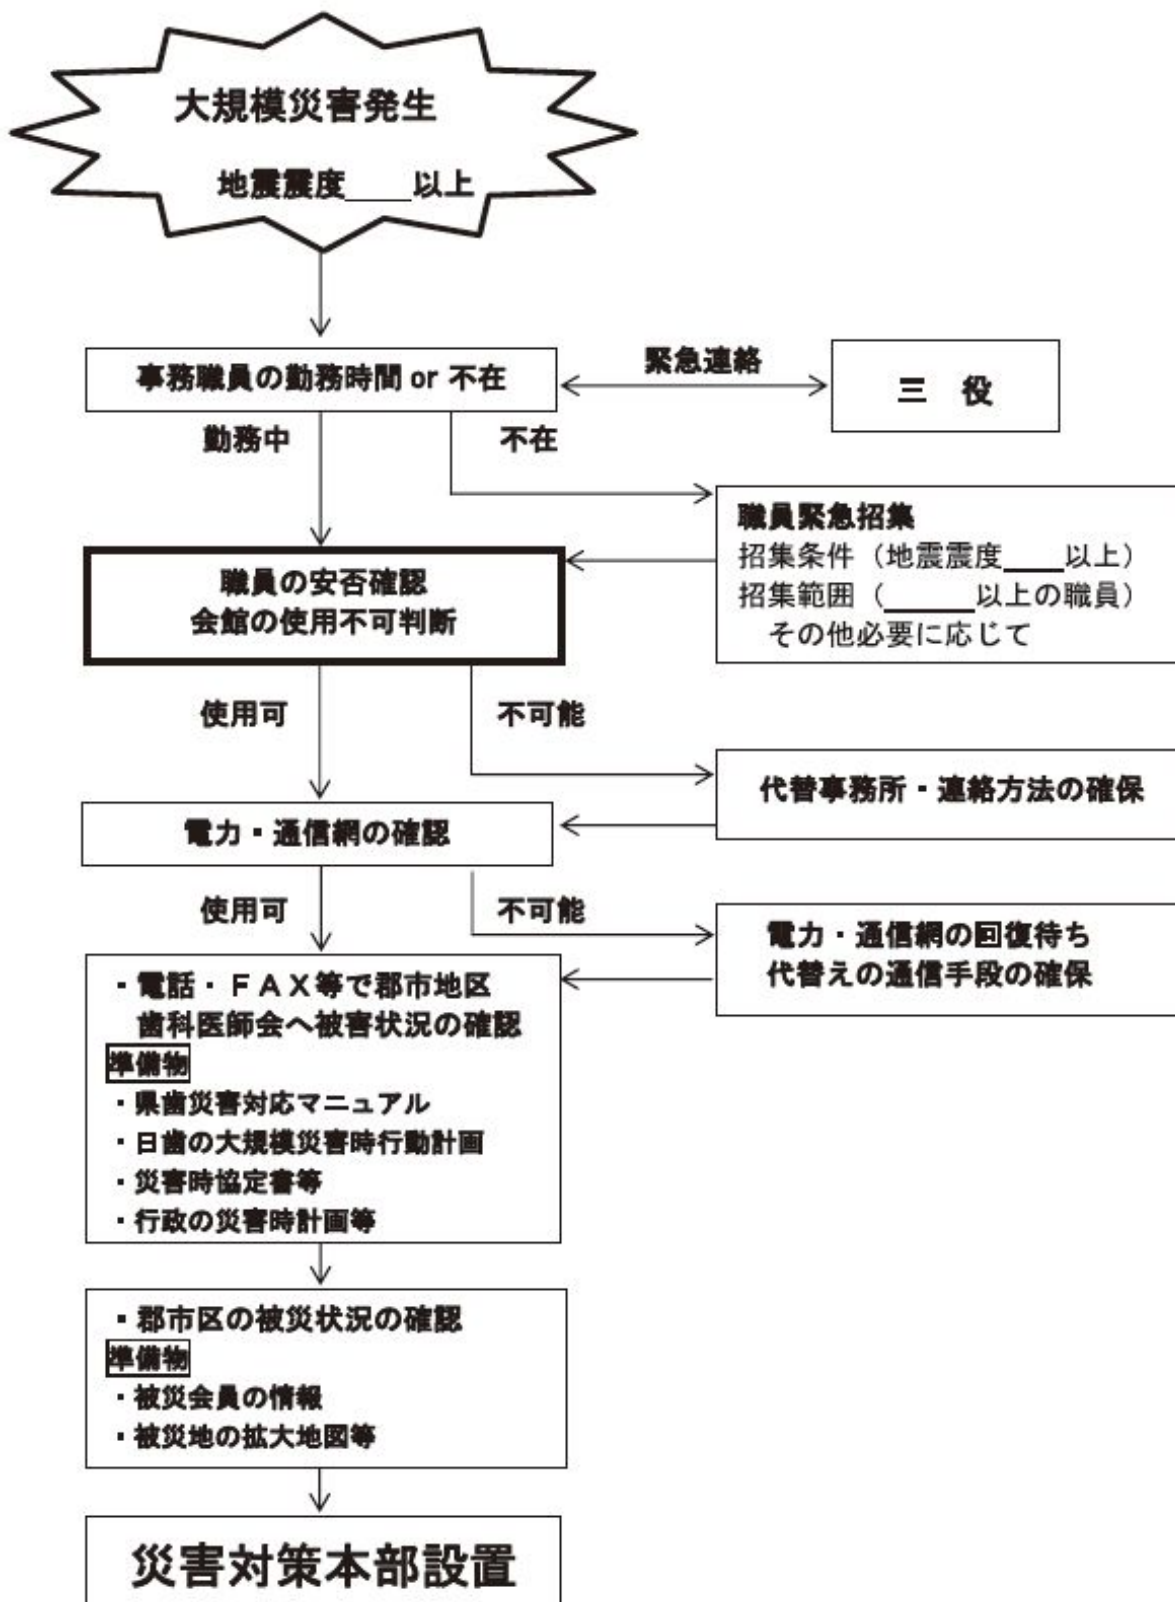 大規模災害発生
地震震度____以上
事務職員の勤務時間 or 不在
緊急連絡
三 役
勤務中
不在
職員緊急招集
招集条件（地震震度____以上）
招集範囲（______以上の職員）
その他必要に応じて
職員の安否確認
会館の使用不可判断
使用可
不可能
代替事務所・連絡方法の確保
電力・通信網の確認
使用可
不可能
電力・通信網の回復待ち
代替えの通信手段の確保
・電話・ＦＡＸ等で郡市地区
歯科医師会へ被害状況の確認
準備物
・県歯災害対応マニュアル
・日歯の大規模災害時行動計画
・災害時協定書等
・行政の災害時計画等
・郡市区の被災状況の確認
準備物
・被災会員の情報
・被災地の拡大地図等
災害対策本部設置